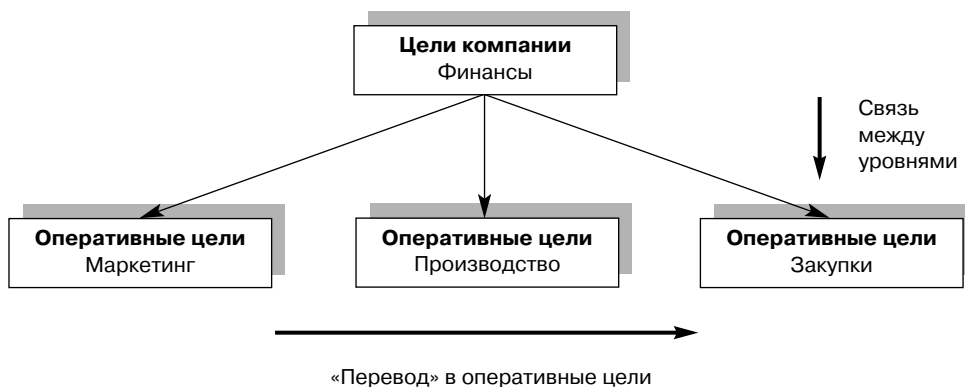 Цели компании
Финансы
Связь
между
уровнями
Оперативные цели
Маркетинг
Оперативные цели
Производство
Оперативные цели
Закупки
«Перевод» в оперативные цели